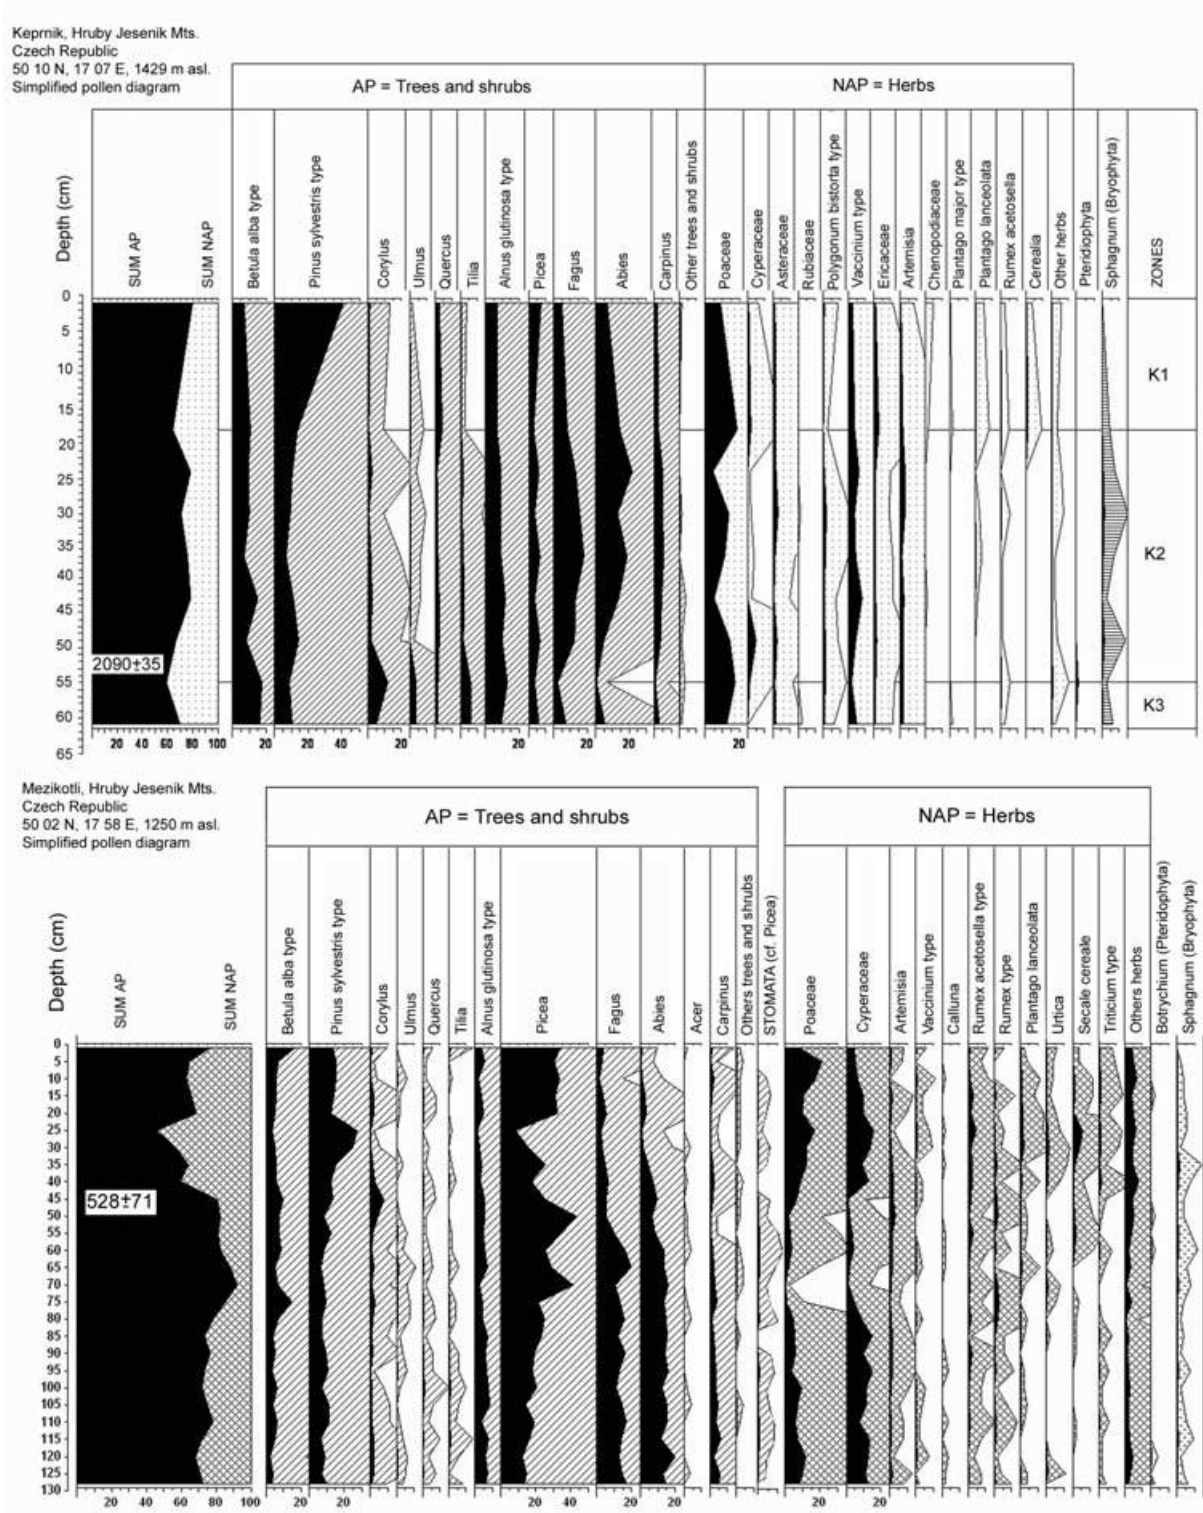 Keprnik, Hruby Jesenik Mts.
Czech Republic
50 10 N, 17 07 E, 1429 m asl.
Simplified pollen diagram
AP = Trees and shrubs
NAP = Herbs
Depth (cm)
SUM AP
SUM NAP
Betula alba type
Pinus sylvestris type
Corylus
Ulmus
Quercus
Tilia
Alnus glutinosa type
Picea
Fagus
Abies
Carpinus
Other trees and shrubs
Poaceae
Cyperaceae
Asteraceae
Rubiaceae
Polygonum bistorta type
Vaccinium type
Ericaceae
Artemisia
Chenopodiaceae
Plantago major type
Plantago lanceolata
Rumex acetosella
Cerealia
Other herbs
Pteridiophyta
Sphagnum (Bryophyta)
ZONES
0
5
10
15
20
25
30
35
40
45
50
55
60
65
K1
K2
K3
2090±35
20 40 60 80 100 20 20 40 20 20 20 20 20
Mezikotli, Hruby Jesenik Mts.
Czech Republic
50 02 N, 17 58 E, 1250 m asl.
Simplified pollen diagram
AP = Trees and shrubs
NAP = Herbs
Depth (cm)
SUM AP
SUM NAP
Betula alba type
Pinus sylvestris type
Corylus
Ulmus
Quercus
Tilia
Alnus glutinosa type
Picea
Fagus
Abies
Acer
Carpinus
Others trees and shrubs
STOMATA (cf. Picea)
Poaceae
Cyperaceae
Artemisia
Vaccinium type
Calluna
Rumex acetosella type
Rumex type
Plantago lanceolata
Urtica
Secale cereale
Triticium type
Others herbs
Botrychium (Pteridophyta)
Sphagnum (Bryophyta)
0
5
10
15
20
25
30
35
40
45
50
55
60
65
70
75
80
85
90
95
100
105
110
115
120
125
130
528±71
20 40 60 80 100 20 20 20 40 20 20 20 20